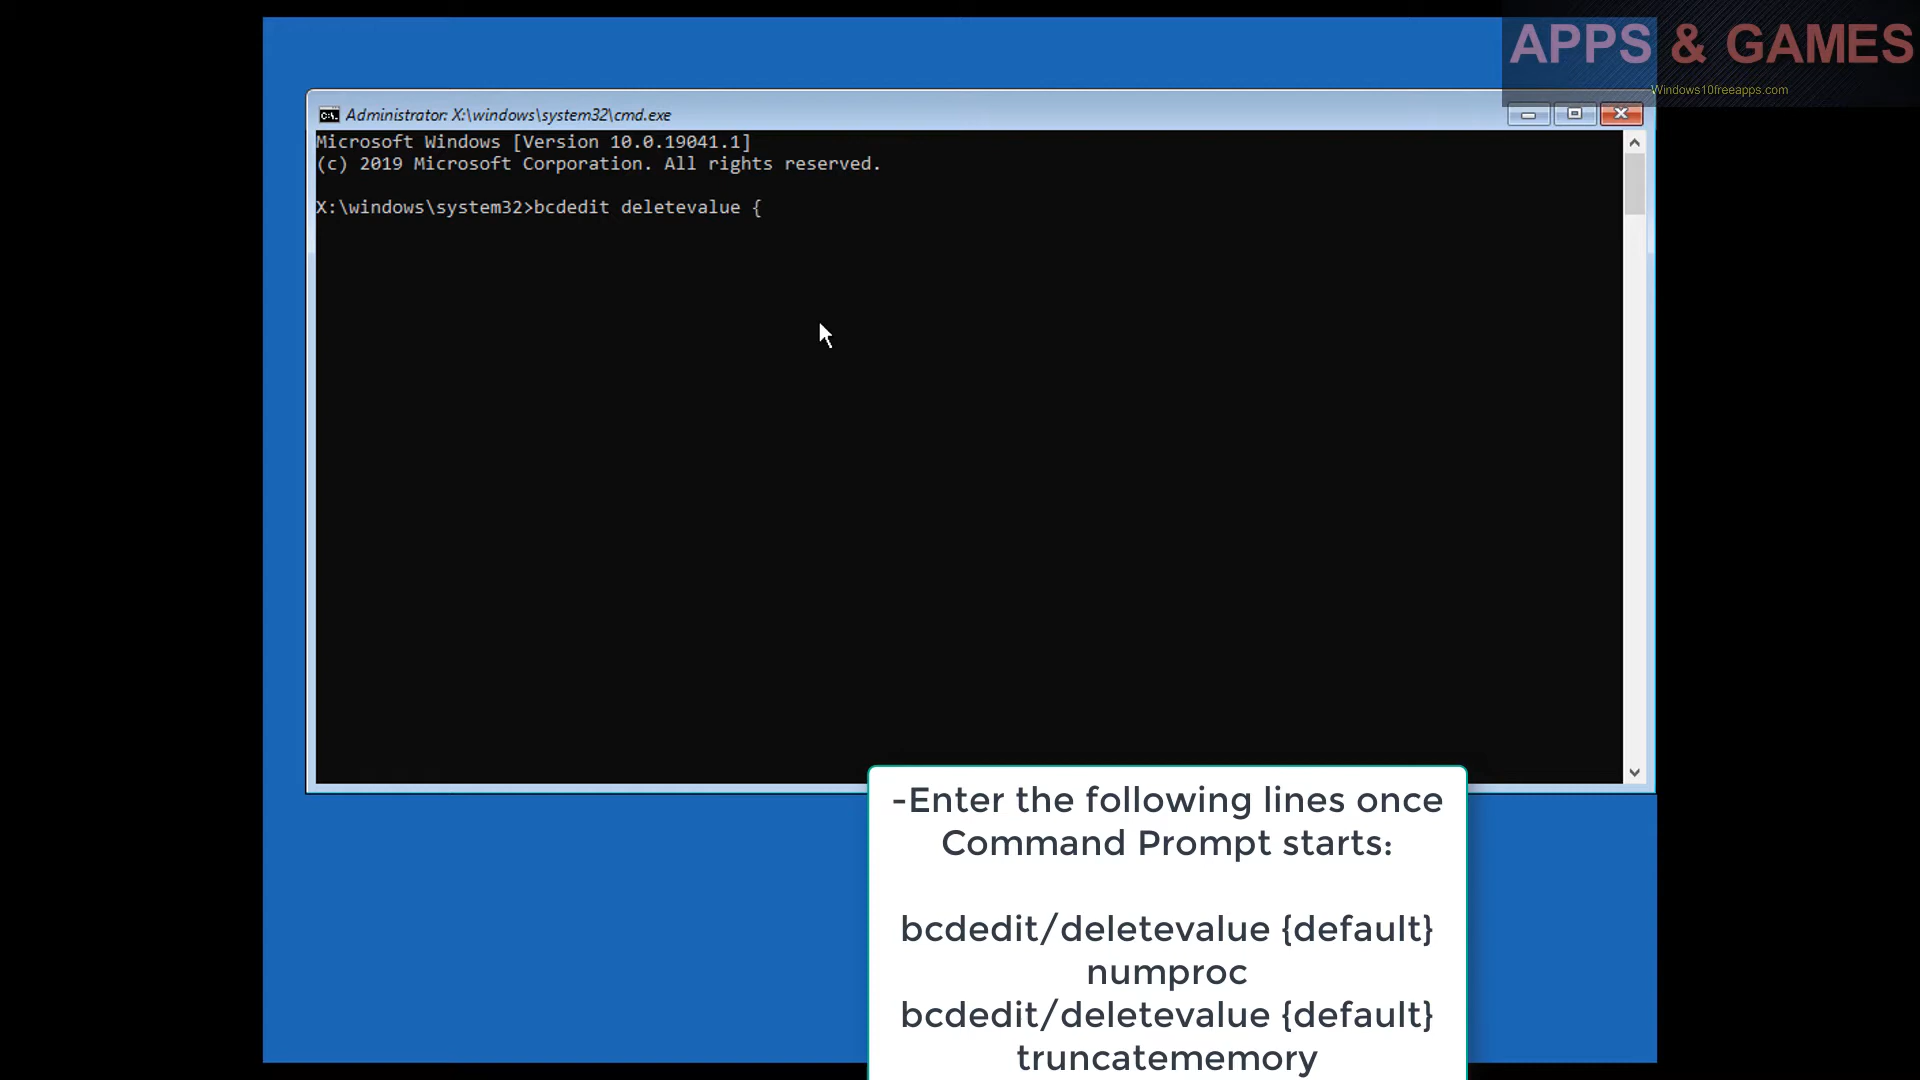 APPS & GAMES
Windows10freeapps.com
Administrator: X:\windows\system32\cmd.exe
Microsoft Windows [Version 10.0.19041.1]
(c) 2019 Microsoft Corporation. All rights reserved.
X:\windows\system32>bcdedit deletevalue {
-Enter the following lines once
Command Prompt starts:
bcdedit/deletevalue {default}
numproc
bcdedit/deletevalue {default}
truncatememory